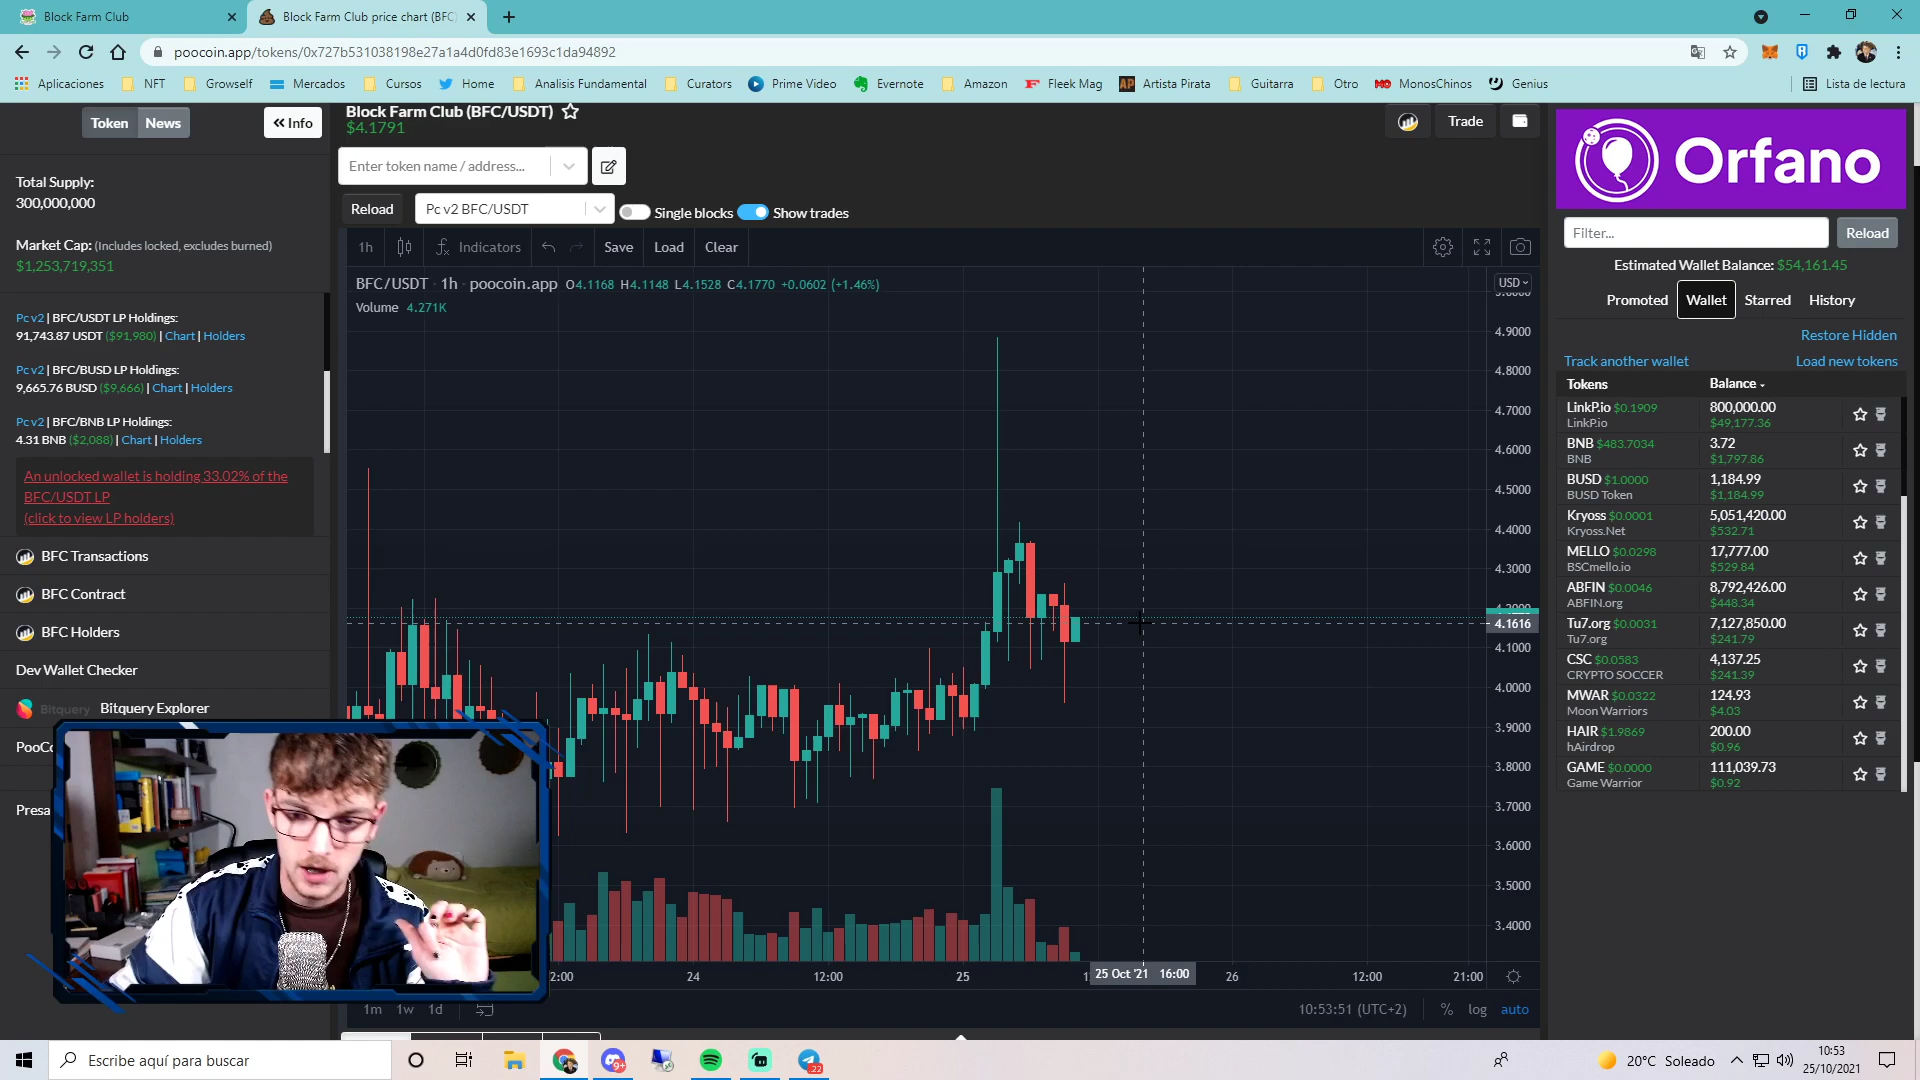 Block Farm Club
Block Farm Club price chart (BFC
poocoin.app/tokens/0x727b531038198e27a1a4d0fd83e1693c1da94892
Aplicaciones NFT Growself Mercados Cursos Home Analisis Fundamental Curators Prime Video Evernote Amazon Fleek Mag Artista Pirata Guitarra Otro MonosChinos Genius Lista de lectura
Token News
Info
Total Supply:
300,000,000
Market Cap: (Includes locked, excludes burned)
$1,253,719,351
Pc v2 | BFC/USDT LP Holdings:
91,743.87 USDT ($91,980) | Chart | Holders
Pc v2 | BFC/BUSD LP Holdings:
9,665.76 BUSD ($9,666) | Chart | Holders
Pc v2 | BFC/BNB LP Holdings:
4.31 BNB ($2,088) | Chart | Holders
An unlocked wallet is holding 33.02% of the
BFC/USDT LP
(click to view LP holders)
BFC Transactions
BFC Contract
BFC Holders
Dev Wallet Checker
Bitquery Bitquery Explorer
PooCo
Presa
Block Farm Club (BFC/USDT)
$4.1791
Trade
Enter token name / address...
Reload
Pc v2 BFC/USDT
Single blocks
Show trades
1h Indicators Save Load Clear
BFC/USDT · 1h · poocoin.app O4.1168 H4.1148 L4.1528 C4.1770 +0.0602 (+1.46%)
Volume 4.271K
USD
4.9000
4.8000
4.7000
4.6000
4.5000
4.4000
4.3000
4.1616
4.1000
4.0000
3.9000
3.8000
3.7000
3.6000
3.5000
3.4000
2:00 24 12:00 25 25 Oct '21 16:00 26 12:00 21:00
1m 1w 1d
10:53:51 (UTC+2) % log auto
Orfano
Filter...
Reload
Estimated Wallet Balance: $54,161.45
Promoted Wallet Starred History
Restore Hidden
Track another wallet Load new tokens
Tokens Balance
LinkP.io $0.1909 800,000.00
LinkP.io $49,177.36
BNB $483.7034 3.72
BNB $1,797.86
BUSD $1.0000 1,184.99
BUSD Token $1,184.99
Kryoss $0.0001 5,051,420.00
Kryoss.Net $532.71
MELLO $0.0298 17,777.00
BSCmello.io $529.84
ABFIN $0.0046 8,792,426.00
ABFIN.org $448.34
Tu7.org $0.0031 7,127,850.00
Tu7.org $241.79
CSC $0.0583 4,137.25
CRYPTO SOCCER $241.39
MWAR $0.0322 124.93
Moon Warriors $4.03
HAIR $1.9869 200.00
hAirdrop $0.96
GAME $0.0000 111,039.73
Game Warrior $0.92
Escribe aquí para buscar
20°C Soleado
10:53
25/10/2021